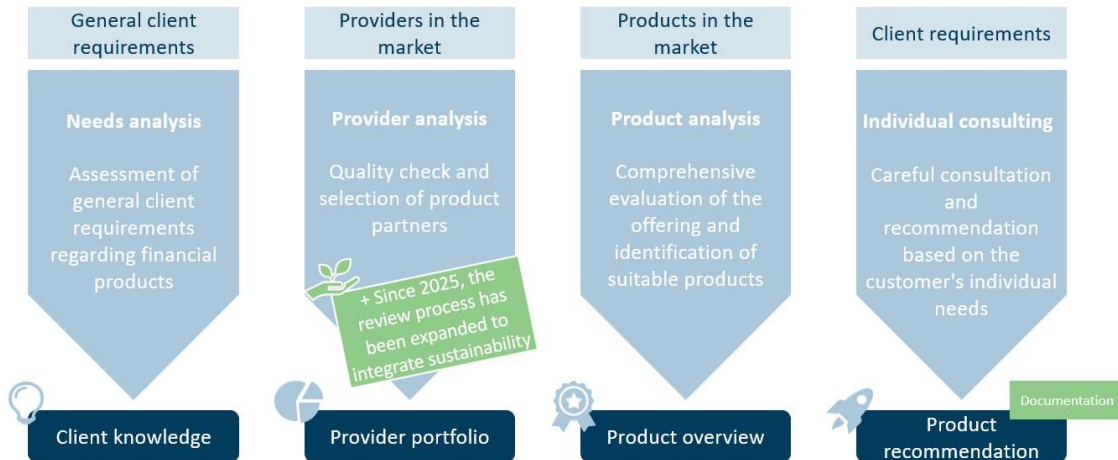 General client
requirements
Needs analysis
Assessment of
general client
requirements
regarding financial
products
Client knowledge
Providers in the
market
Provider analysis
Quality check and
selection of product
partners
+ Since 2025, the
review process has
been expanded to
integrate sustainability
Provider portfolio
Products in the
market
Product analysis
Comprehensive
evaluation of the
offering and
identification of
suitable products
Product overview
Client requirements
Individual consulting
Careful consultation
and
recommendation
based on the
customer's individual
needs
Documentation
Product
recommendation